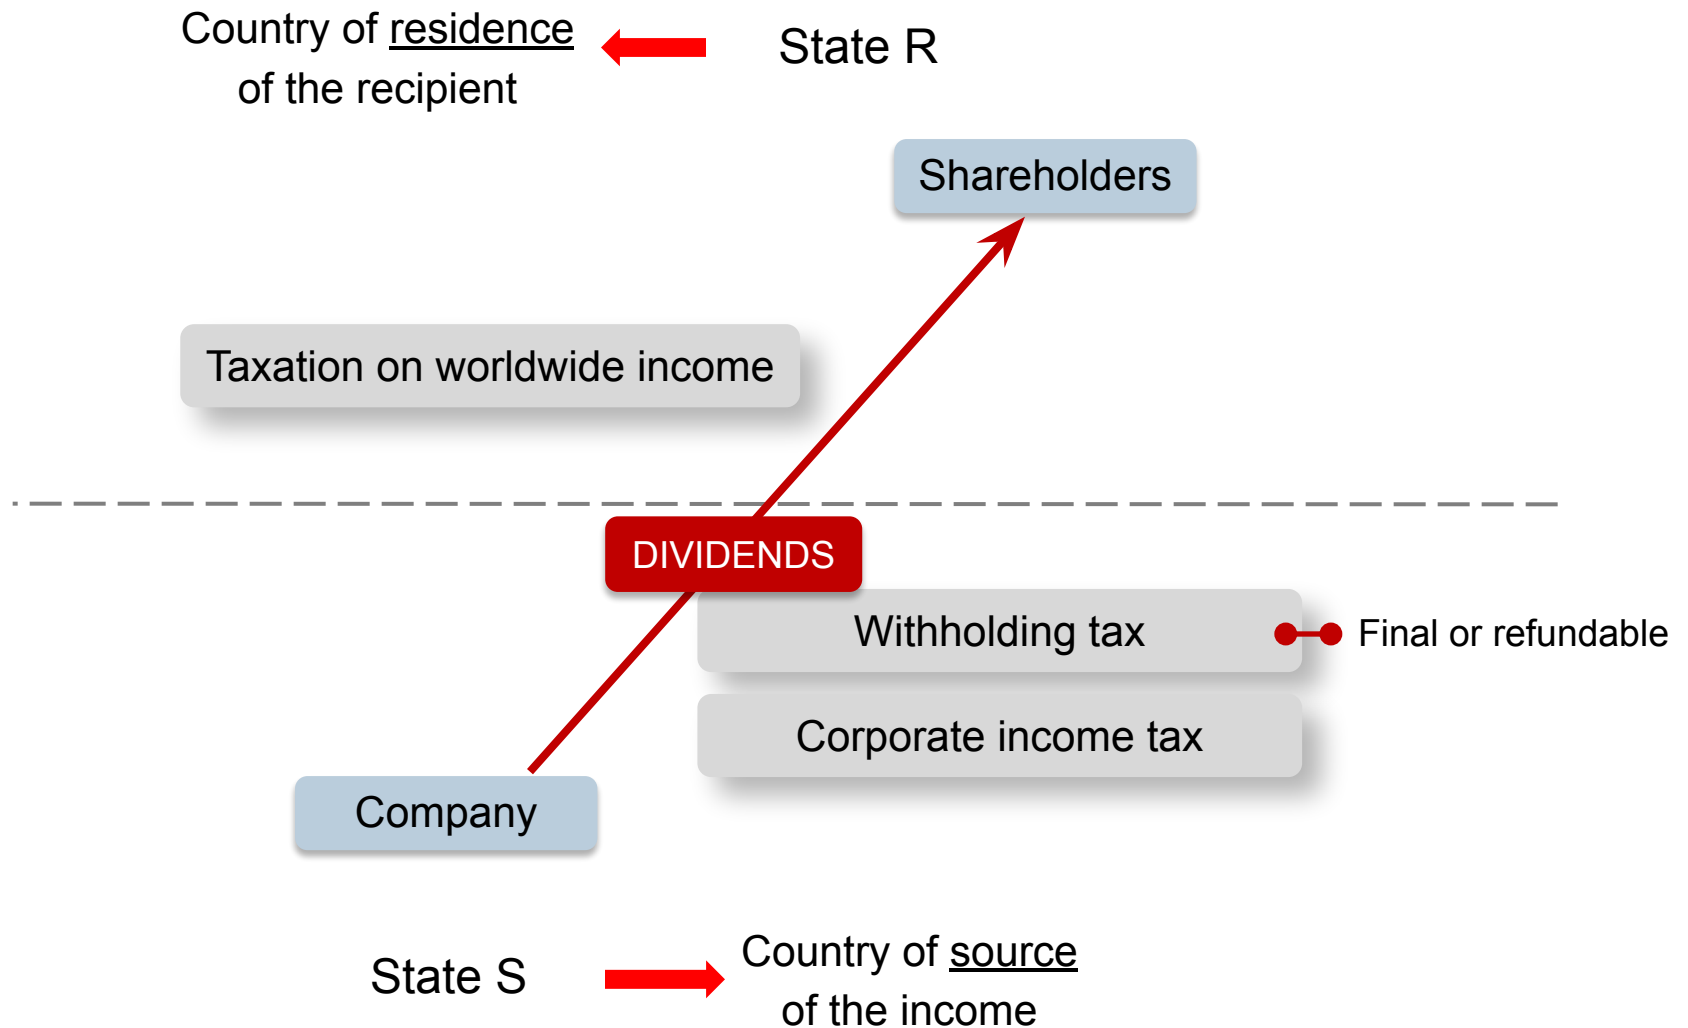 Country of residence
of the recipient
State R
Shareholders
Taxation on worldwide income
DIVIDENDS
Withholding tax
Final or refundable
Corporate income tax
Company
State S
Country of source
of the income